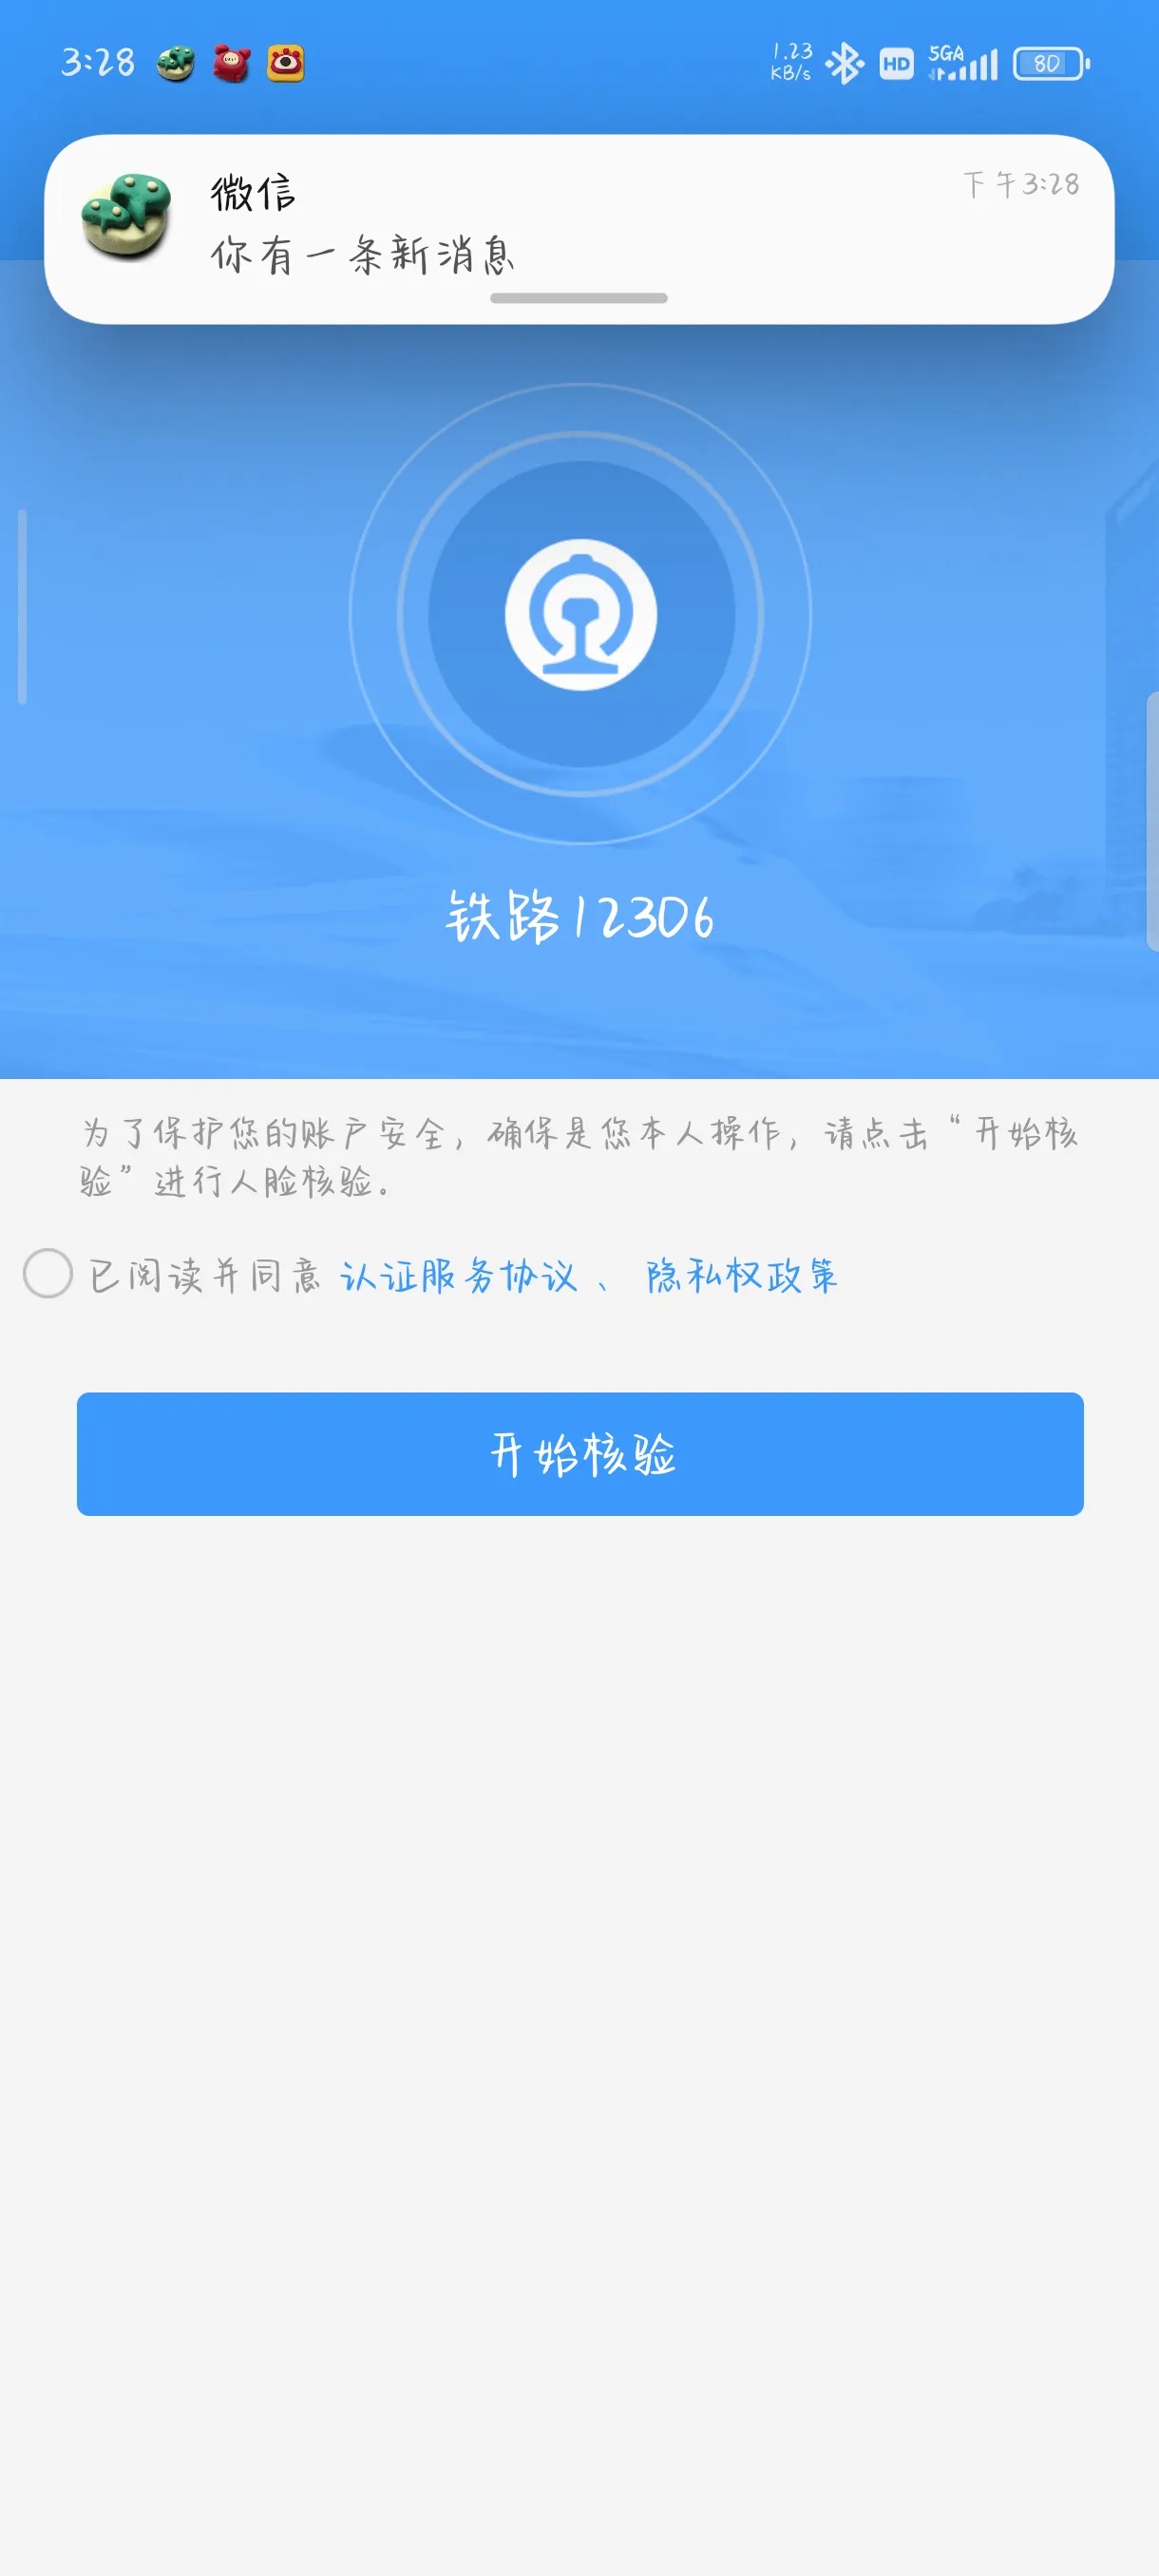 3:28
1.23
KB/s
HD
5GA
80
微信
下午3:28
你有一条新消息
铁路12306
为了保护您的账户安全，确保是您本人操作，请点击“开始核
验”进行人脸核验。
已阅读并同意 认证服务协议 、 隐私权政策
开始核验